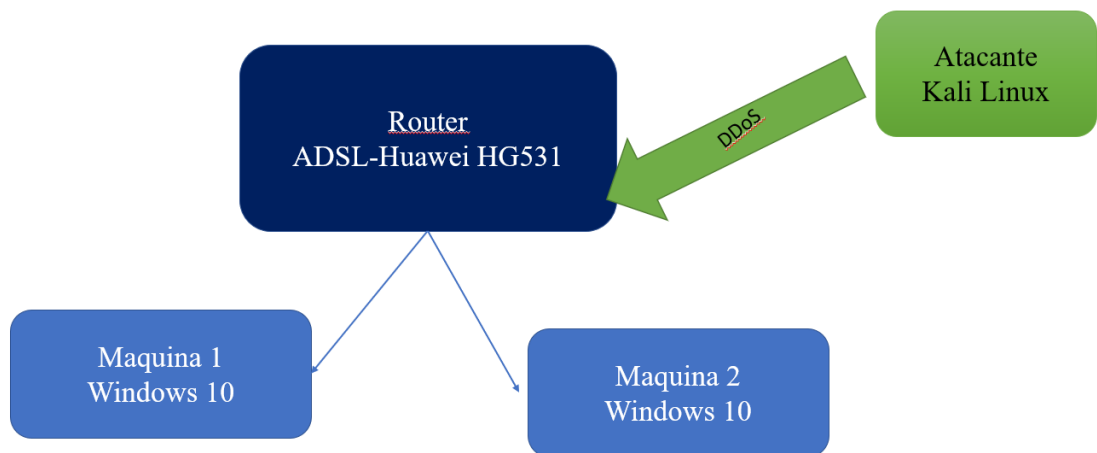 Atacante
Kali Linux
Router
ADSL-Huawei HG531
DDoS
Maquina 1
Windows 10
Maquina 2
Windows 10